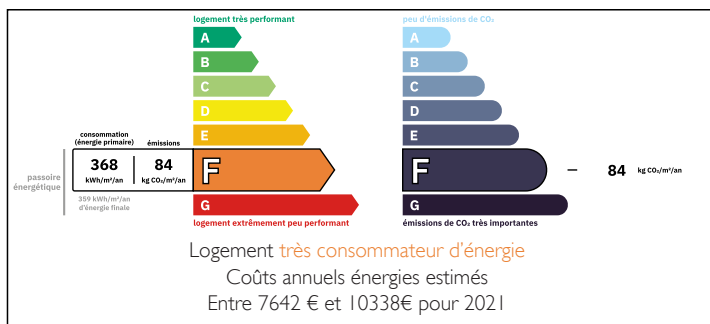 logement très performant
A
B
C
D
E
consommation
(énergie primaire)
émissions
368
kWh/m²/an
84
kg CO₂/m²/an
F
passoire
énergétique
359 kWh/m²/an
d'énergie finale
G
logement extrêmement peu performant
peu d'émissions de CO₂
A
B
C
D
E
F
84 kg CO₂/m²/an
G
émissions de CO₂ très importantes
Logement très consommateur d'énergie
Coûts annuels énergies estimés
Entre 7642 € et 10338€ pour 2021